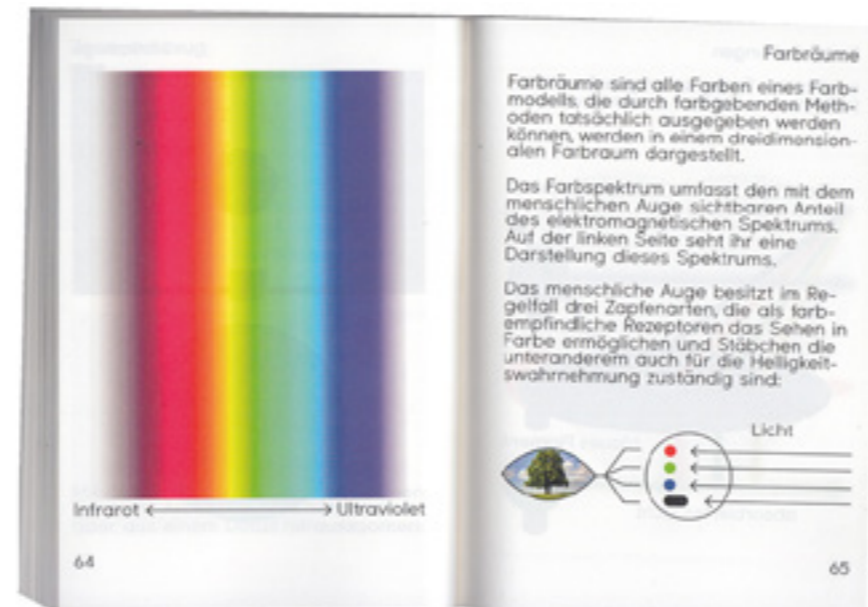 Infrarot
Ultraviolet
64
Farbräume
Farbräume sind alle Farben eines Farb-
modells, die durch farbgebenden Meth-
oden tatsächlich ausgegeben werden
können, werden in einem dreidimension-
alen Farbraum dargestellt.
Das Farbspektrum umfasst den mit dem
menschlichen Auge sichtbaren Anteil
des elektromagnetischen Spektrums.
Auf der linken Seite seht ihr eine
Darstellung dieses Spektrums.
Das menschliche Auge besitzt im Re-
gelfall drei Zapfenarten, die als farb-
empfindliche Rezeptoren das Sehen in
Farbe ermöglichen und Stäbchen die
unteranderem auch für die Helligkeit-
swahrnehmung zuständig sind:
Licht
65